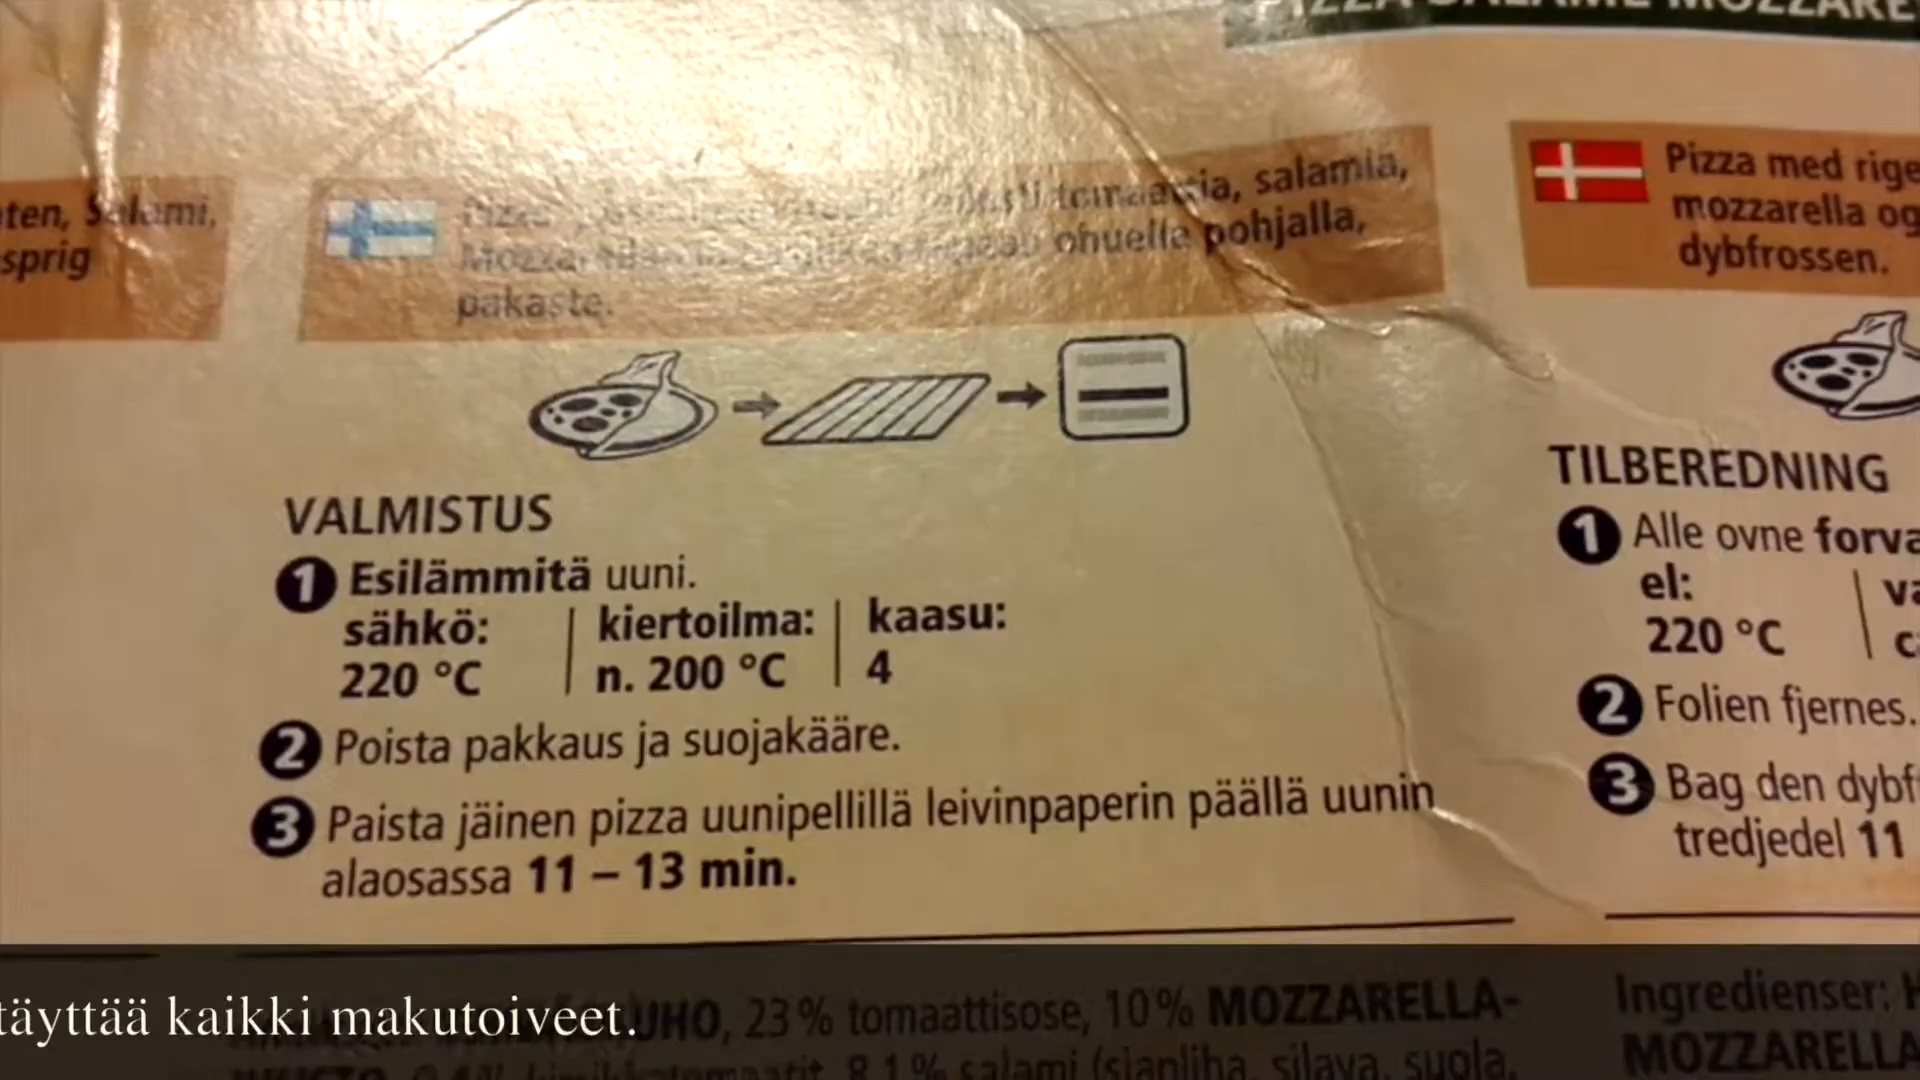 PIZZA SALAME MOZZARE
ten, Salami,
sprig
tomaattia, salamia,
ohuella pohjalla,
pakaste.
Pizza med rige
mozzarella og
dybfrossen.
VALMISTUS
1 Esilämmitä uuni.
sähkö: | kiertoilma: | kaasu:
220 °C | n. 200 °C | 4
2 Poista pakkaus ja suojakääre.
3 Paista jäinen pizza uunipellillä leivinpaperin päällä uunin
alaosassa 11 – 13 min.
TILBEREDNING
1 Alle ovne forva
el:
220 °C
2 Folien fjernes.
3 Bag den dybf
tredjedel 11
UHO, 23 % tomaattisose, 10 % MOZZARELLA-
8,1 % salami (sianliha, silava, suola,
Ingredienser: H
MOZZARELLA
täyttää kaikki makutoiveet.